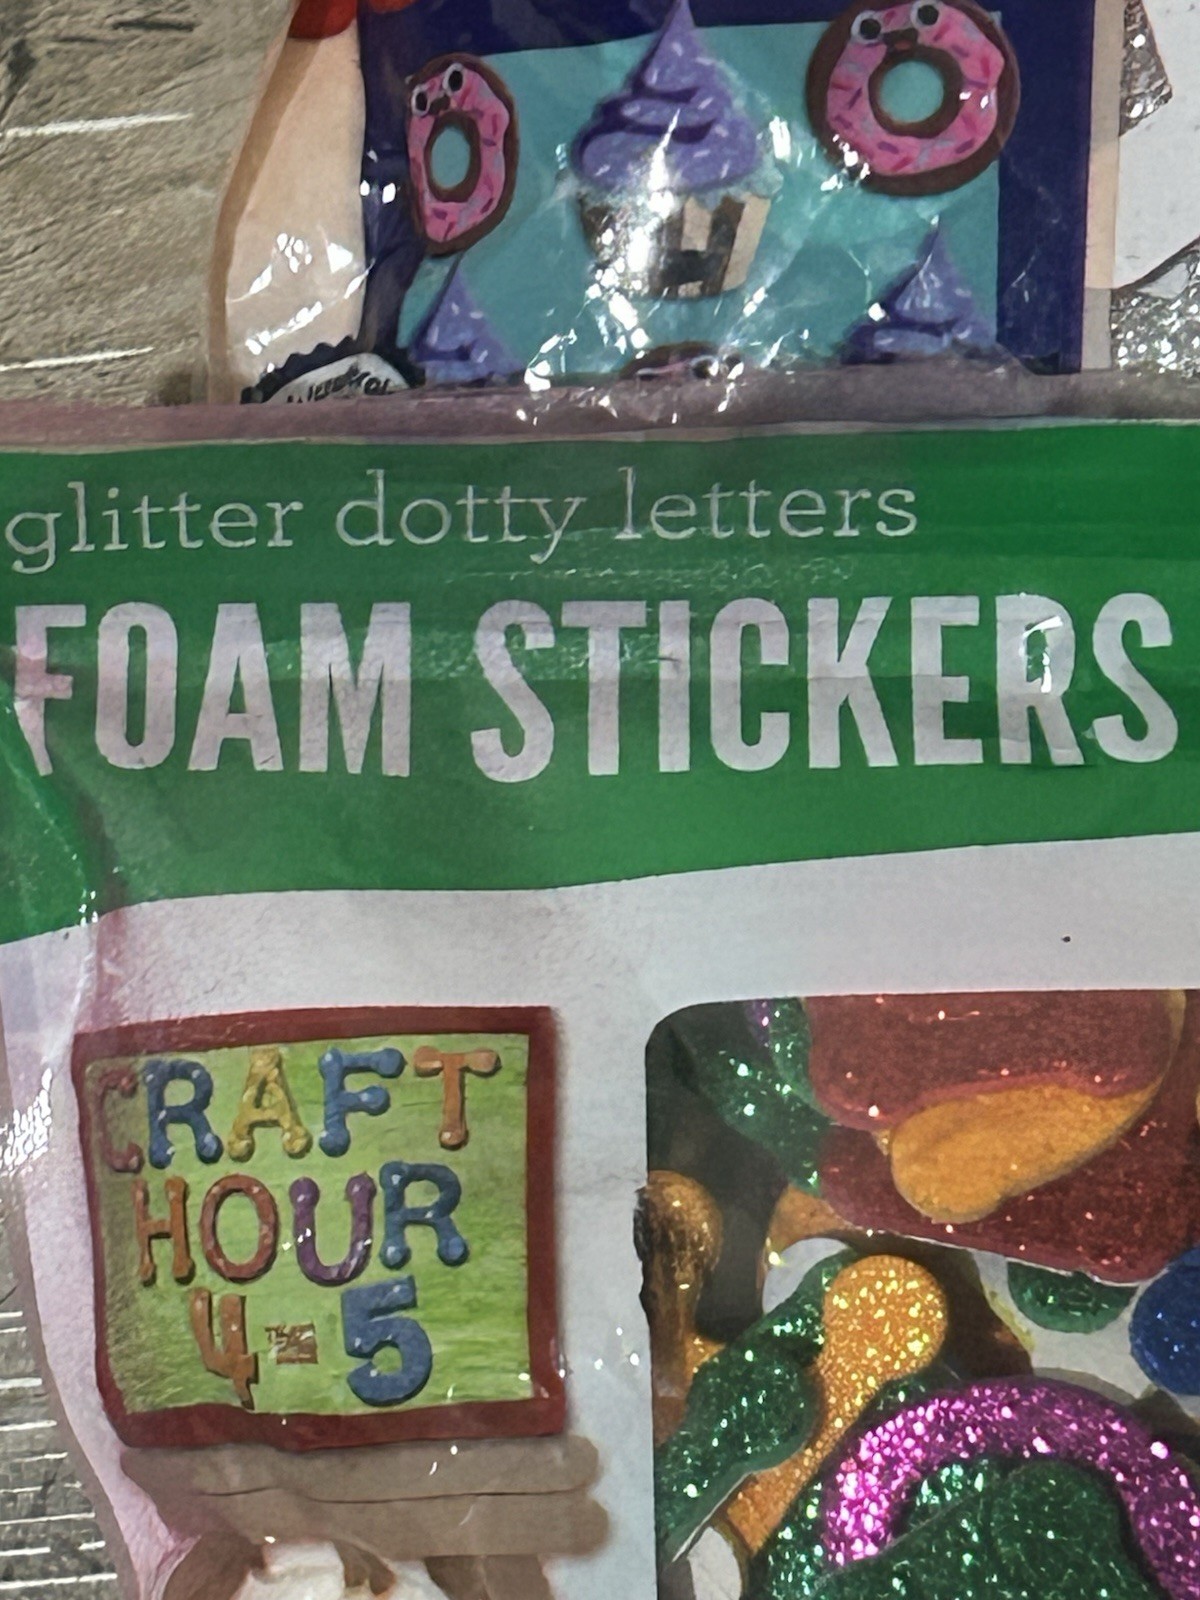 glitter dotty letters
FOAM STICKERS
CRAFT
HOUR
4 - 5